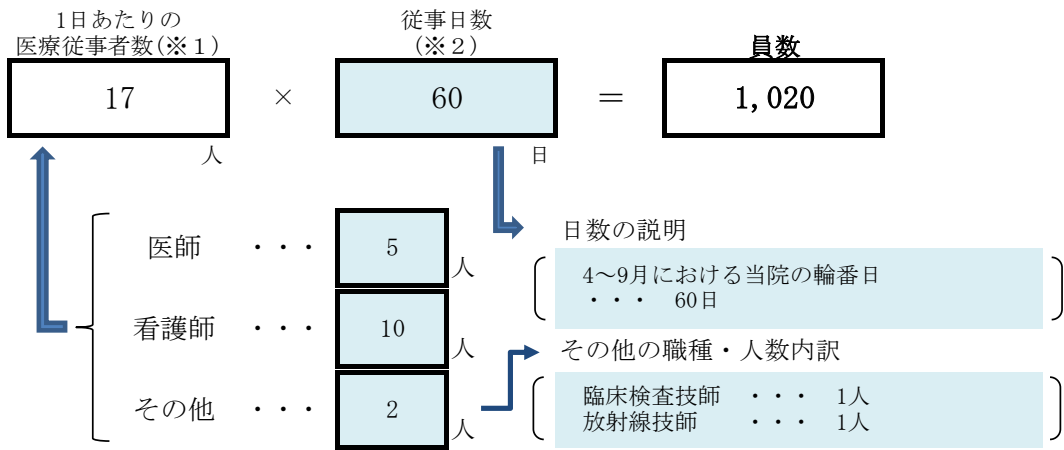 1日あたりの
医療従事者数(※１)
従事日数
(※２)
員数
17 × 60 ＝ 1,020
人
日
医師 ・・・ 5 人
看護師 ・・・ 10 人
その他 ・・・ 2 人
日数の説明
4～9月における当院の輪番日
・・・ 60日
その他の職種・人数内訳
臨床検査技師 ・・・ 1人
放射線技師 ・・・ 1人